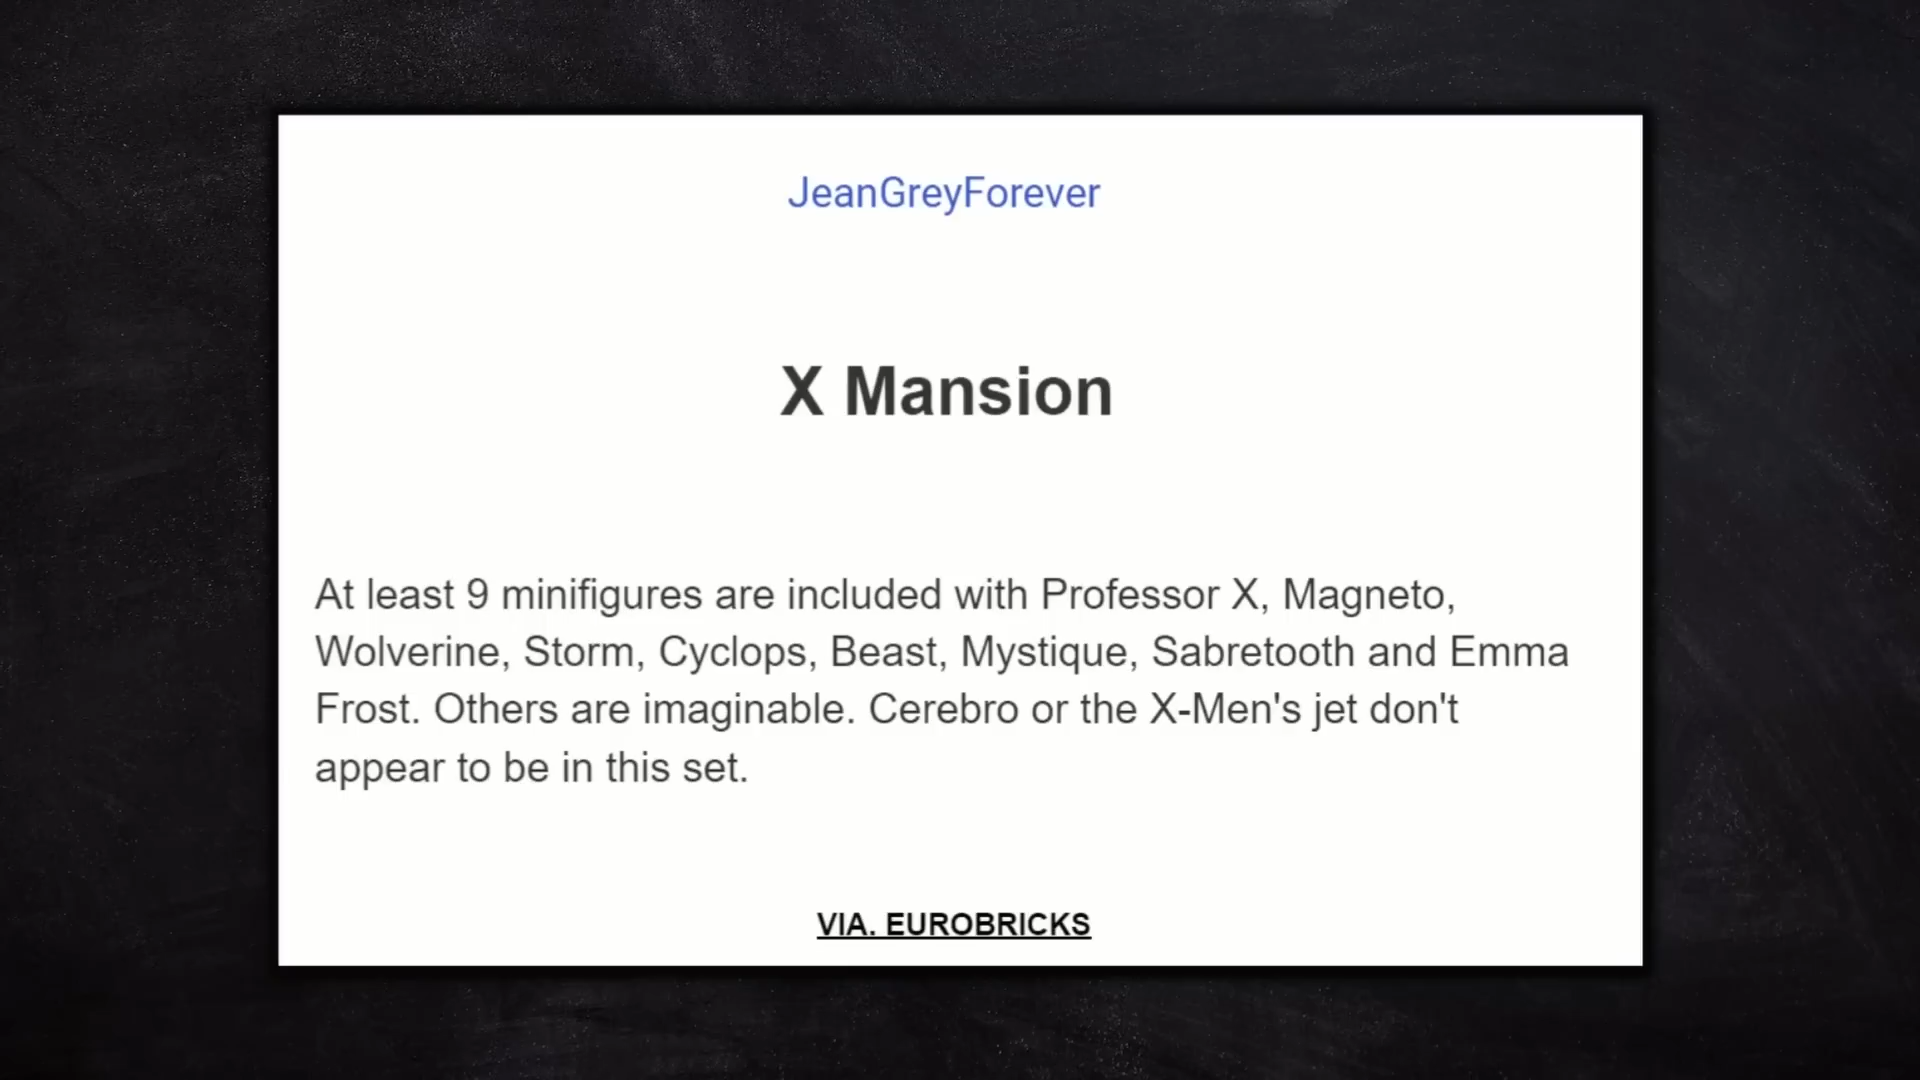 JeanGreyForever
X Mansion
At least 9 minifigures are included with Professor X, Magneto,
Wolverine, Storm, Cyclops, Beast, Mystique, Sabretooth and Emma
Frost. Others are imaginable. Cerebro or the X-Men's jet don't
appear to be in this set.
VIA. EUROBRICKS